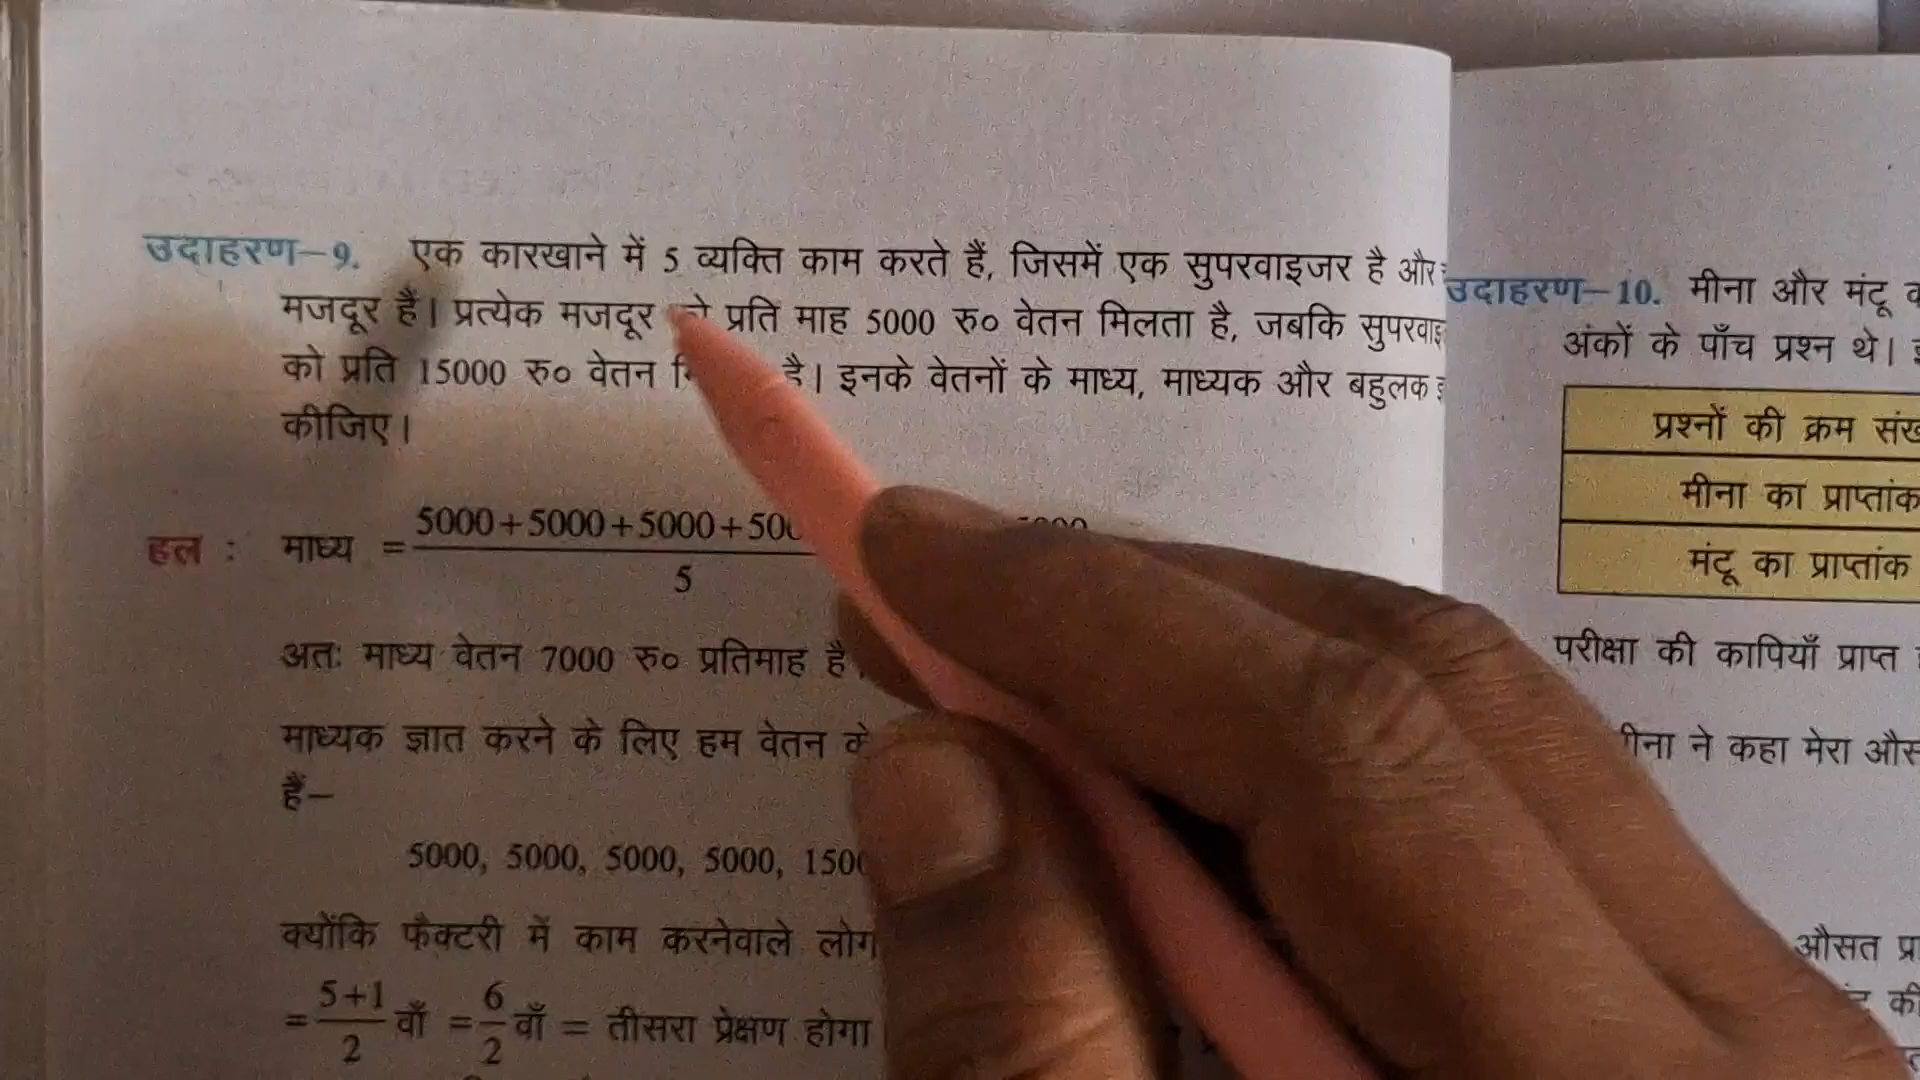 उदाहरण–9. एक कारखाने में 5 व्यक्ति काम करते हैं, जिसमें एक सुपरवाइजर है और
मजदूर हैं। प्रत्येक मजदूर प्रति माह 5000 रु० वेतन मिलता है, जबकि
को प्रति 15000 रु० वेतन है। इनके वेतनों के माध्य, माध्यक और बहुलक
कीजिए।
हल : माध्य = 5000+5000+5000+500
5
अतः माध्य वेतन 7000 रु० प्रतिमाह है
माध्यक ज्ञात करने के लिए हम वेतन
हैं–
5000, 5000, 5000, 5000, 1500
क्योंकि फैक्टरी में काम करनेवाले लोग
= 5+1/2 वाँ = 6/2 वाँ = तीसरा प्रेक्षण होगा
उदाहरण–10. मीना और मंटू
अंकों के पाँच प्रश्न थे।
प्रश्नों की क्रम
मीना का प्राप्तांक
मंटू का प्राप्तांक
परीक्षा की कापियाँ प्राप्त
ने कहा मेरा
औसत
की